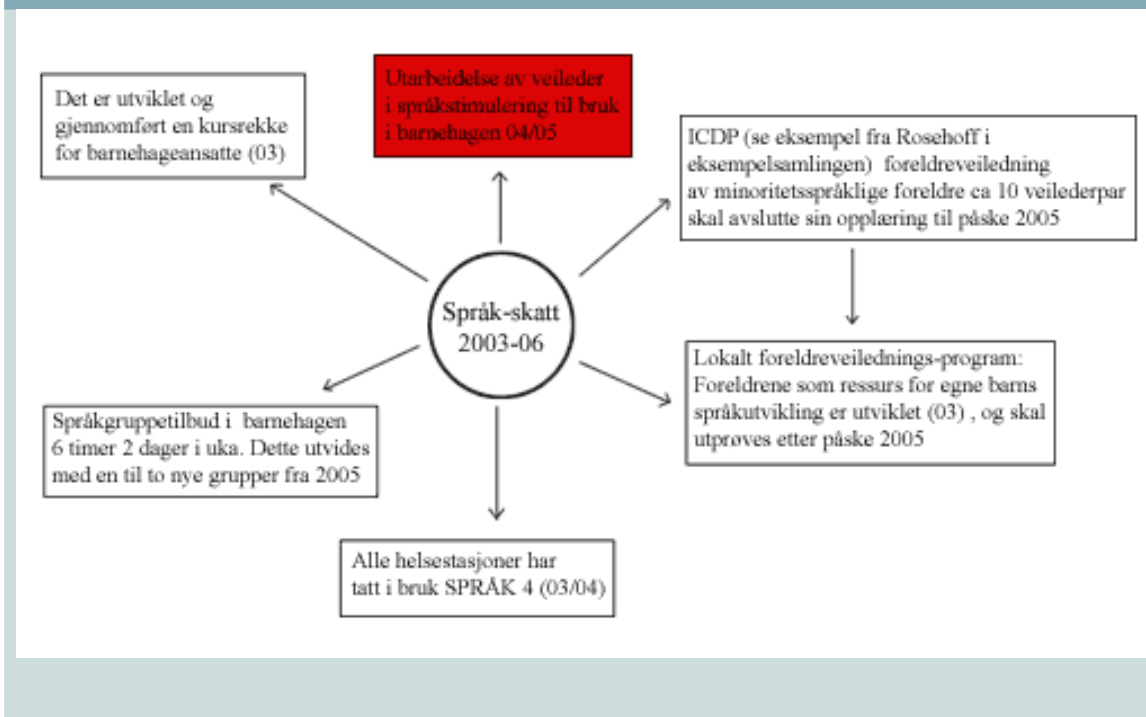 Det er utviklet og
gjennomført en kursrekke
for barnehageansatte (03)
Utarbeidelse av veileder
i språkstimulering til bruk
i barnehagen 04/05
ICDP (se eksempel fra Rosehoff i
eksempelsamlingen) foreldreveiledning
av minoritetsspråklige foreldre ca 10 veilederpar
skal avslutte sin opplæring til påske 2005
Språk-skatt
2003-06
Lokalt foreldreveilednings-program:
Foreldrene som ressurs for egne barns
språkutvikling er utviklet (03) , og skal
utprøves etter påske 2005
Språkgruppetilbud i barnehagen
6 timer 2 dager i uka. Dette utvides
med en til to nye grupper fra 2005
Alle helsestasjoner har
tatt i bruk SPRÅK 4 (03/04)